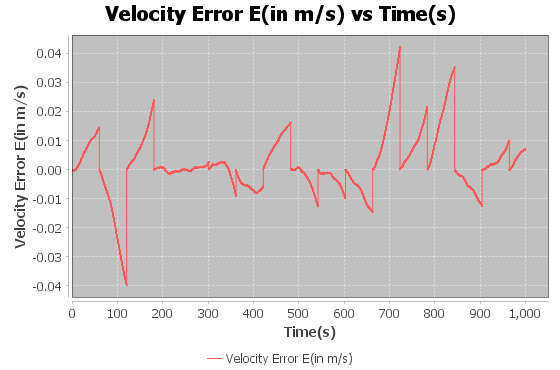 Velocity Error E(in m/s) vs Time(s)
Velocity Error E(in m/s)
0.04
0.03
0.02
0.01
0.00
-0.01
-0.02
-0.03
-0.04
0 100 200 300 400 500 600 700 800 900 1,000
Time(s)
Velocity Error E(in m/s)